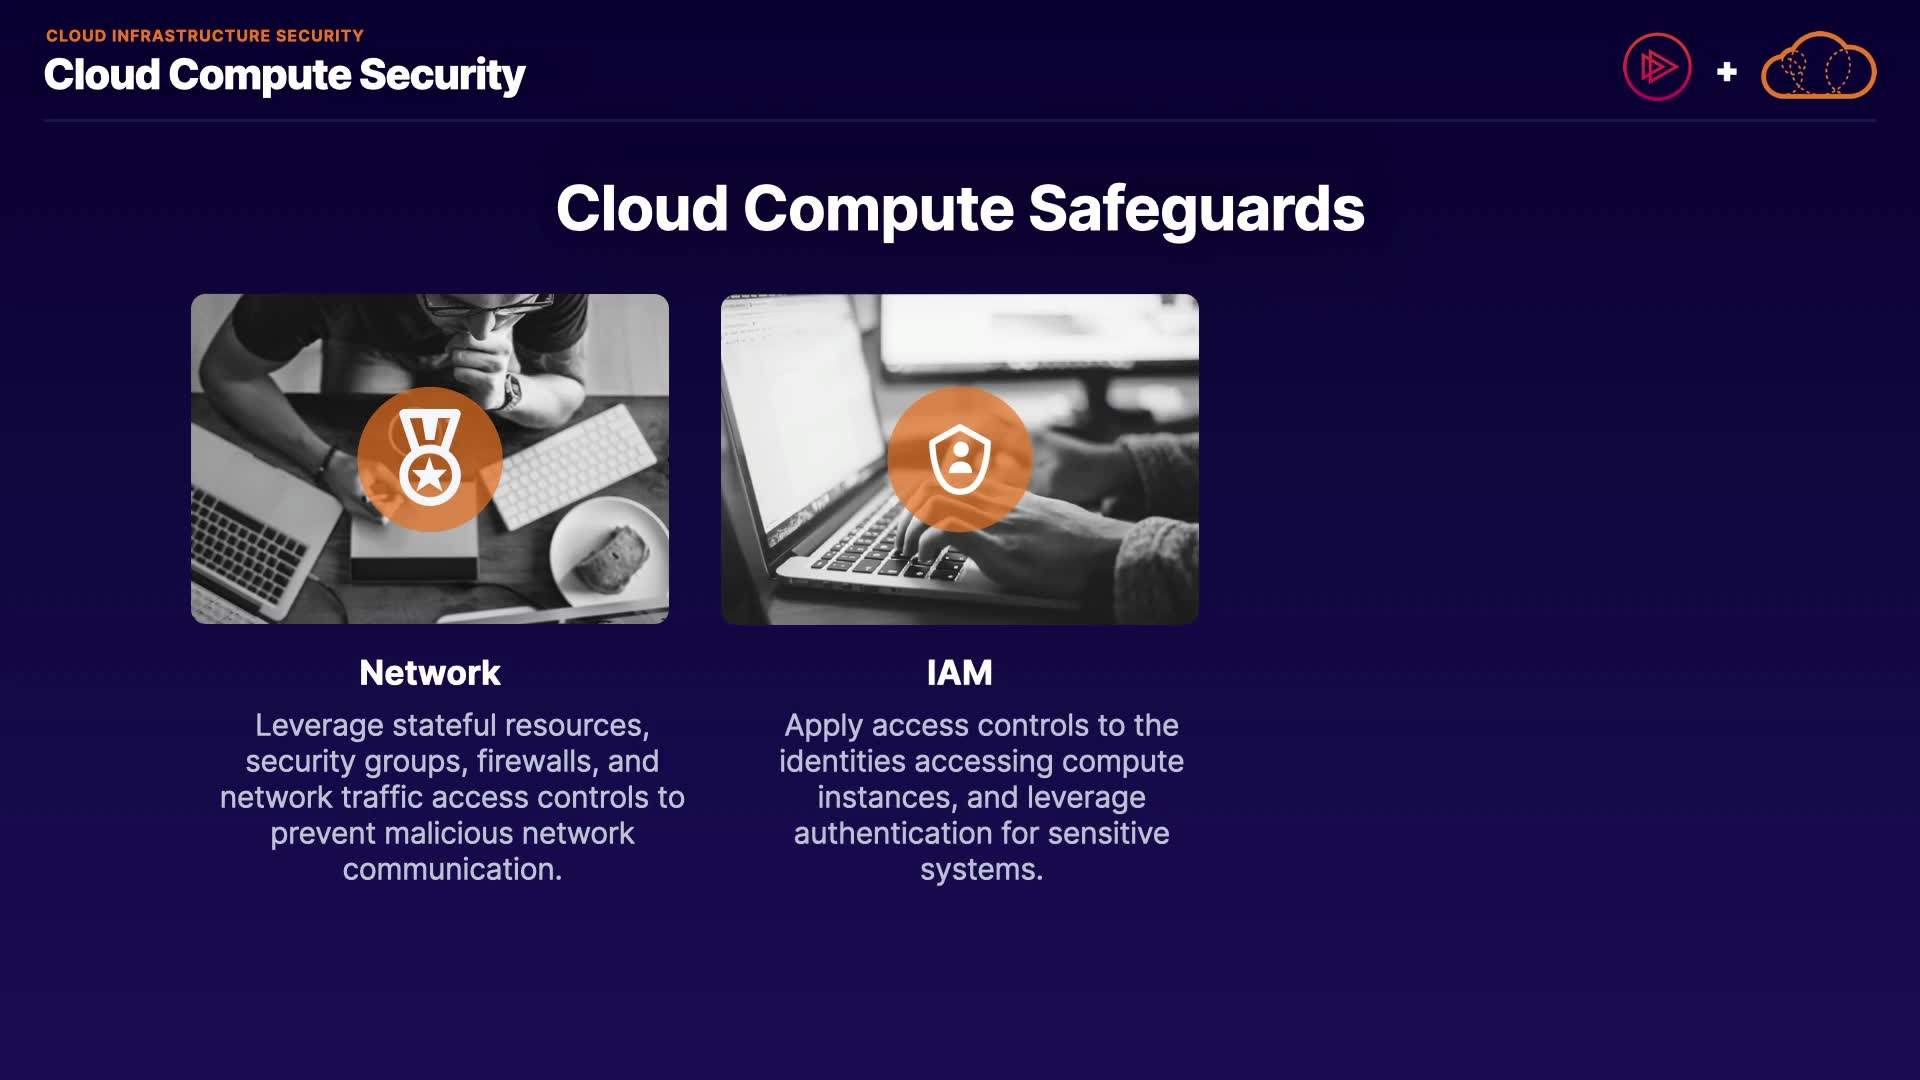 CLOUD INFRASTRUCTURE SECURITY
Cloud Compute Security
Cloud Compute Safeguards
Network
Leverage stateful resources,
security groups, firewalls, and
network traffic access controls to
prevent malicious network
communication.
IAM
Apply access controls to the
identities accessing compute
instances, and leverage
authentication for sensitive
systems.